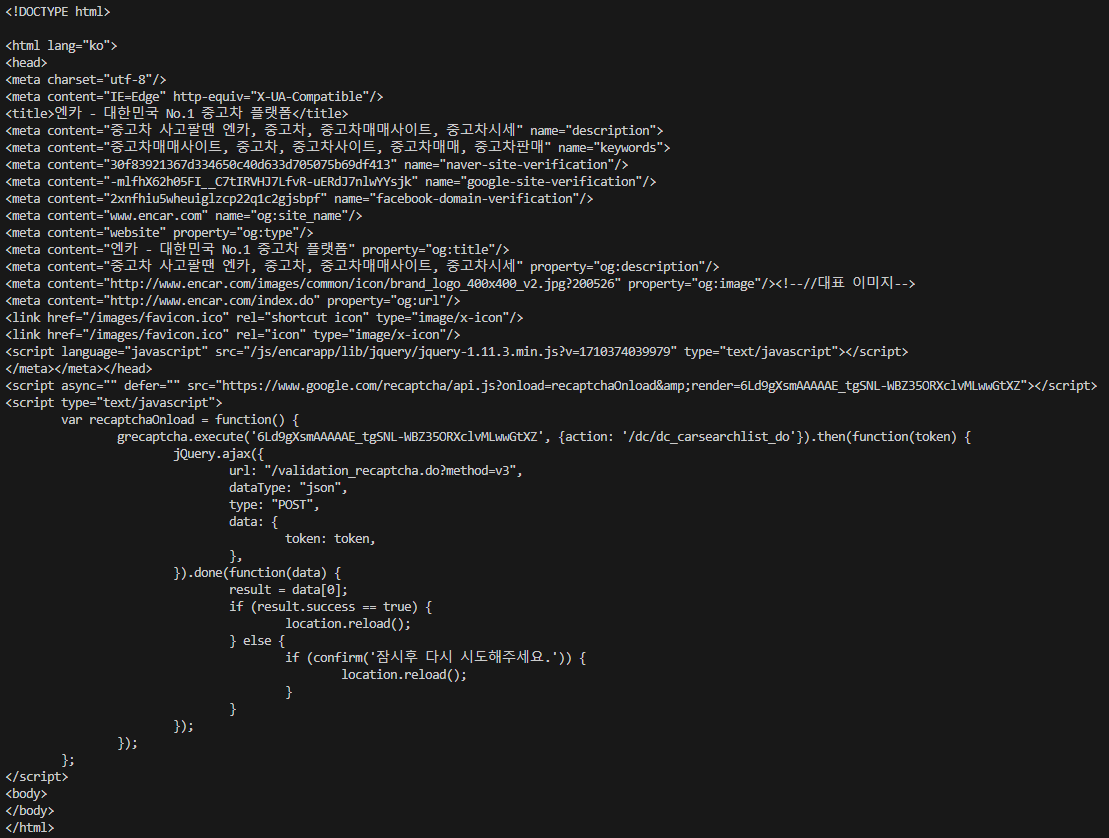 <!DOCTYPE html>
<html lang="ko">
<head>
<meta charset="utf-8"/>
<meta content="IE=Edge" http-equiv="X-UA-Compatible"/>
<title>엔카 - 대한민국 No.1 중고차 플랫폼</title>
<meta content="중고차 사고팔땐 엔카, 중고차, 중고차매매사이트, 중고차시세" name="description">
<meta content="중고차매매사이트, 중고차, 중고차사이트, 중고차매매, 중고차판매" name="keywords">
<meta content="30f83921367d334650c40d633d705075b69df413" name="naver-site-verification"/>
<meta content="-mlfhX62h05FI__C7tIRVHJ7LfvR-uERdJ7nlwYYsjk" name="google-site-verification"/>
<meta content="2xnfhiu5wheuiglzcp22q1c2gjsbpf" name="facebook-domain-verification"/>
<meta content="www.encar.com" name="og:site_name"/>
<meta content="website" property="og:type"/>
<meta content="엔카 - 대한민국 No.1 중고차 플랫폼" property="og:title"/>
<meta content="중고차 사고팔땐 엔카, 중고차, 중고차매매사이트, 중고차시세" property="og:description"/>
<meta content="http://www.encar.com/images/common/icon/brand_logo_400x400_v2.jpg?200526" property="og:image"/><!--//대표 이미지-->
<meta content="http://www.encar.com/index.do" property="og:url"/>
<link href="/images/favicon.ico" rel="shortcut icon" type="image/x-icon"/>
<link href="/images/favicon.ico" rel="icon" type="image/x-icon"/>
<script language="javascript" src="/js/encarapp/lib/jquery/jquery-1.11.3.min.js?v=1710374039979" type="text/javascript"></script>
</meta></meta></head>
<script async="" defer="" src="https://www.google.com/recaptcha/api.js?onload=recaptchaOnload&amp;render=6Ld9gXsmAAAAAE_tgSNL-WBZ35ORXclvMLwwGtXZ"></script>
<script type="text/javascript">
var recaptchaOnload = function() {
grecaptcha.execute('6Ld9gXsmAAAAAE_tgSNL-WBZ35ORXclvMLwwGtXZ', {action: '/dc/dc_carsearchlist_do'}).then(function(token) {
jQuery.ajax({
url: "/validation_recaptcha.do?method=v3",
dataType: "json",
type: "POST",
data: {
token: token,
},
}).done(function(data) {
result = data[0];
if (result.success == true) {
location.reload();
} else {
if (confirm('잠시후 다시 시도해주세요.')) {
location.reload();
}
}
});
});
};
</script>
<body>
</body>
</html>